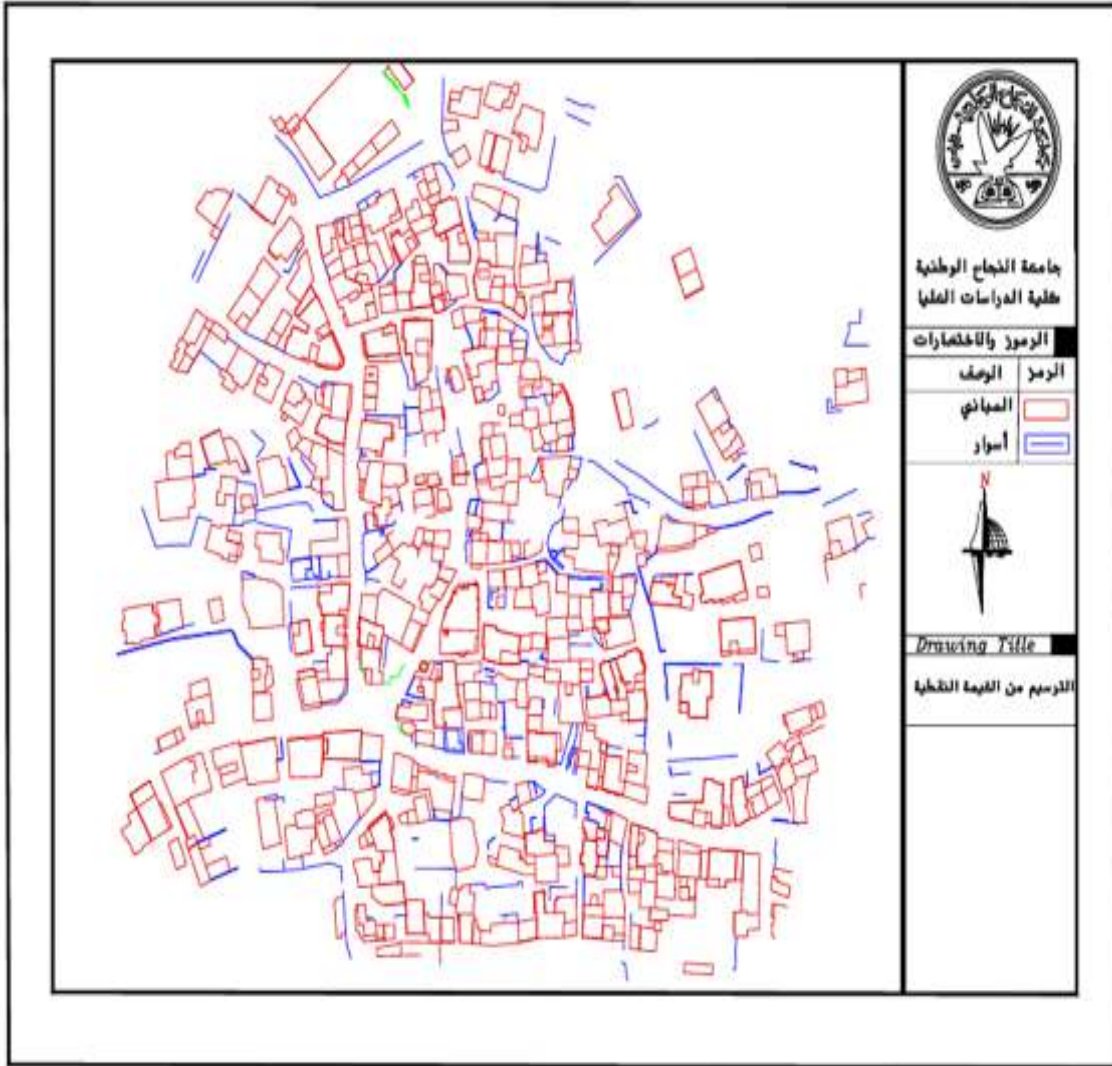 جامعة النجاح الوطنية
كلية الدراسات العليا
الرموز والاختصارات
الرمز الوصف
المباني
أسوار
N
Drawing Title
الترسيم من القيمة النقطية